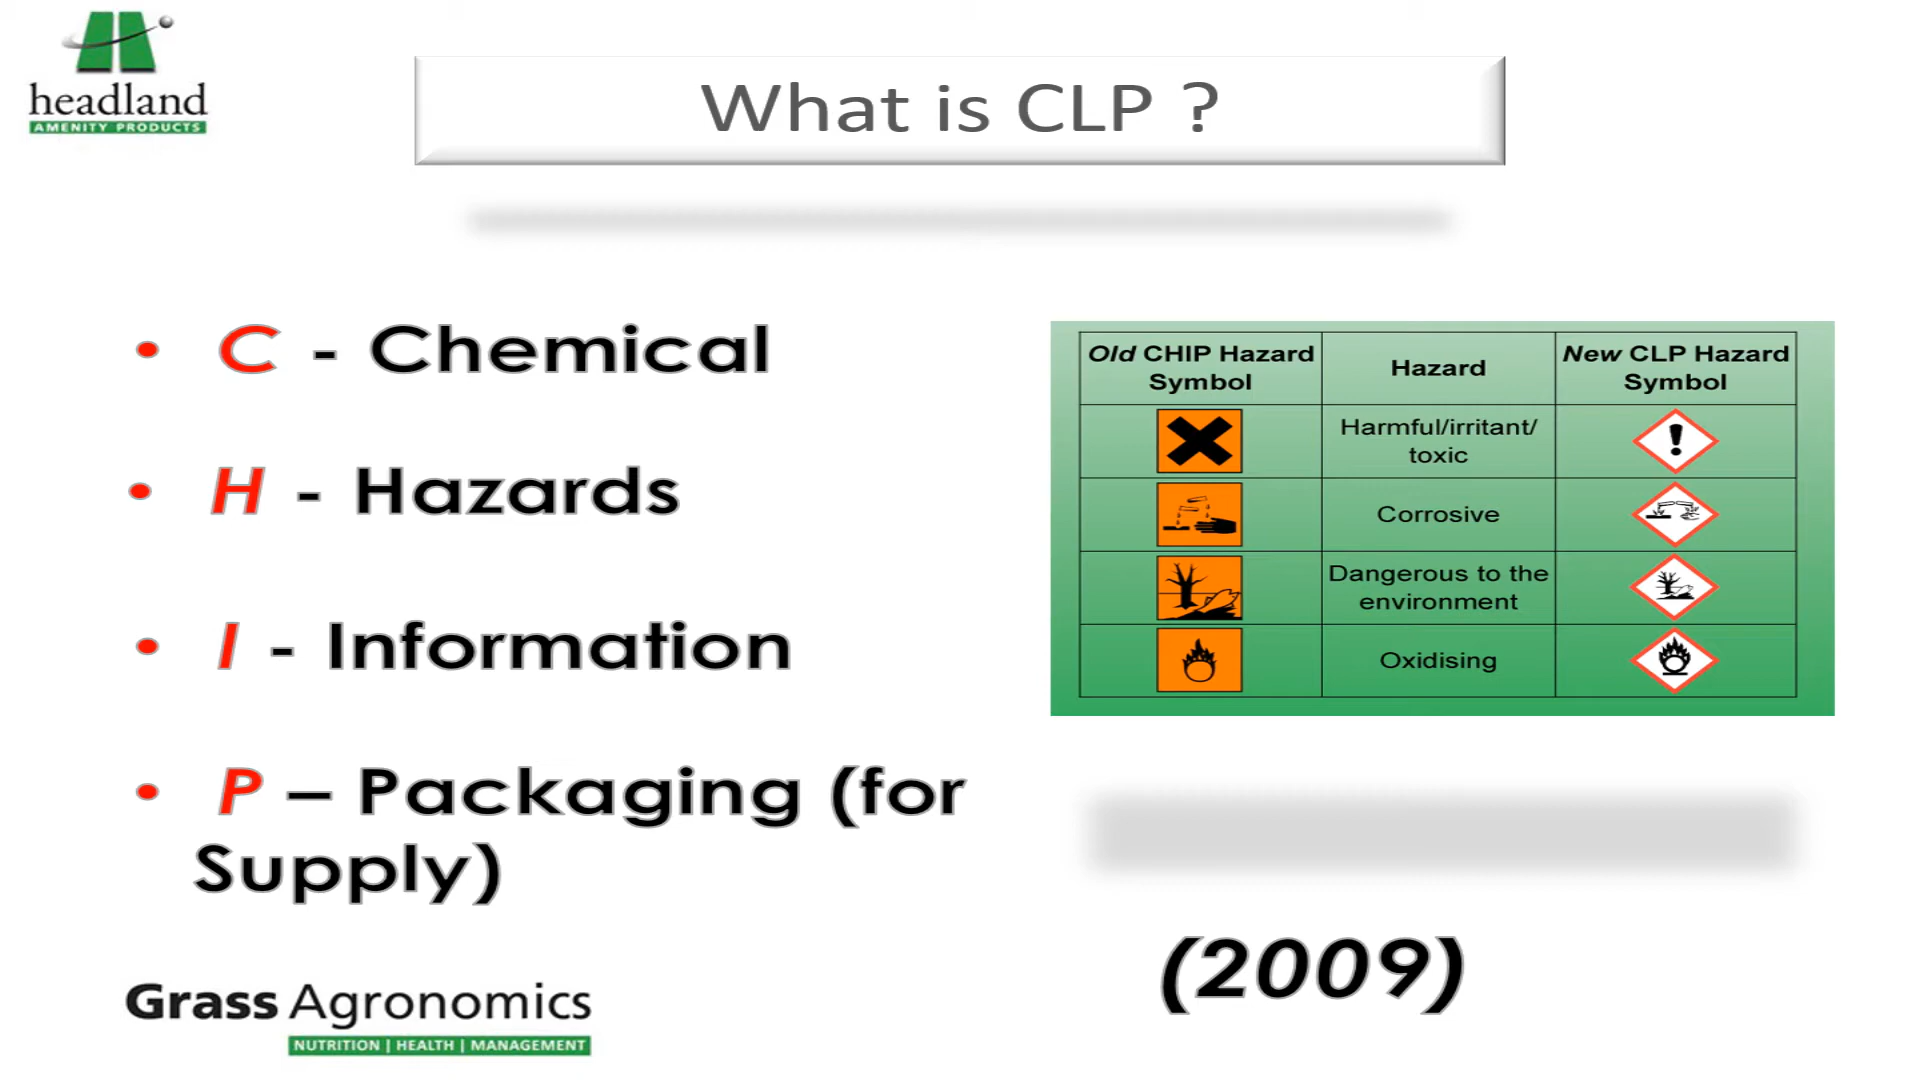 headland
AMENITY PRODUCTS
What is CLP ?
• C - Chemical
• H - Hazards
• I - Information
• P – Packaging (for
Supply)
Old CHIP Hazard
Symbol
Hazard
New CLP Hazard
Symbol
Harmful/irritant/
toxic
Corrosive
Dangerous to the
environment
Oxidising
(2009)
Grass Agronomics
NUTRITION | HEALTH | MANAGEMENT